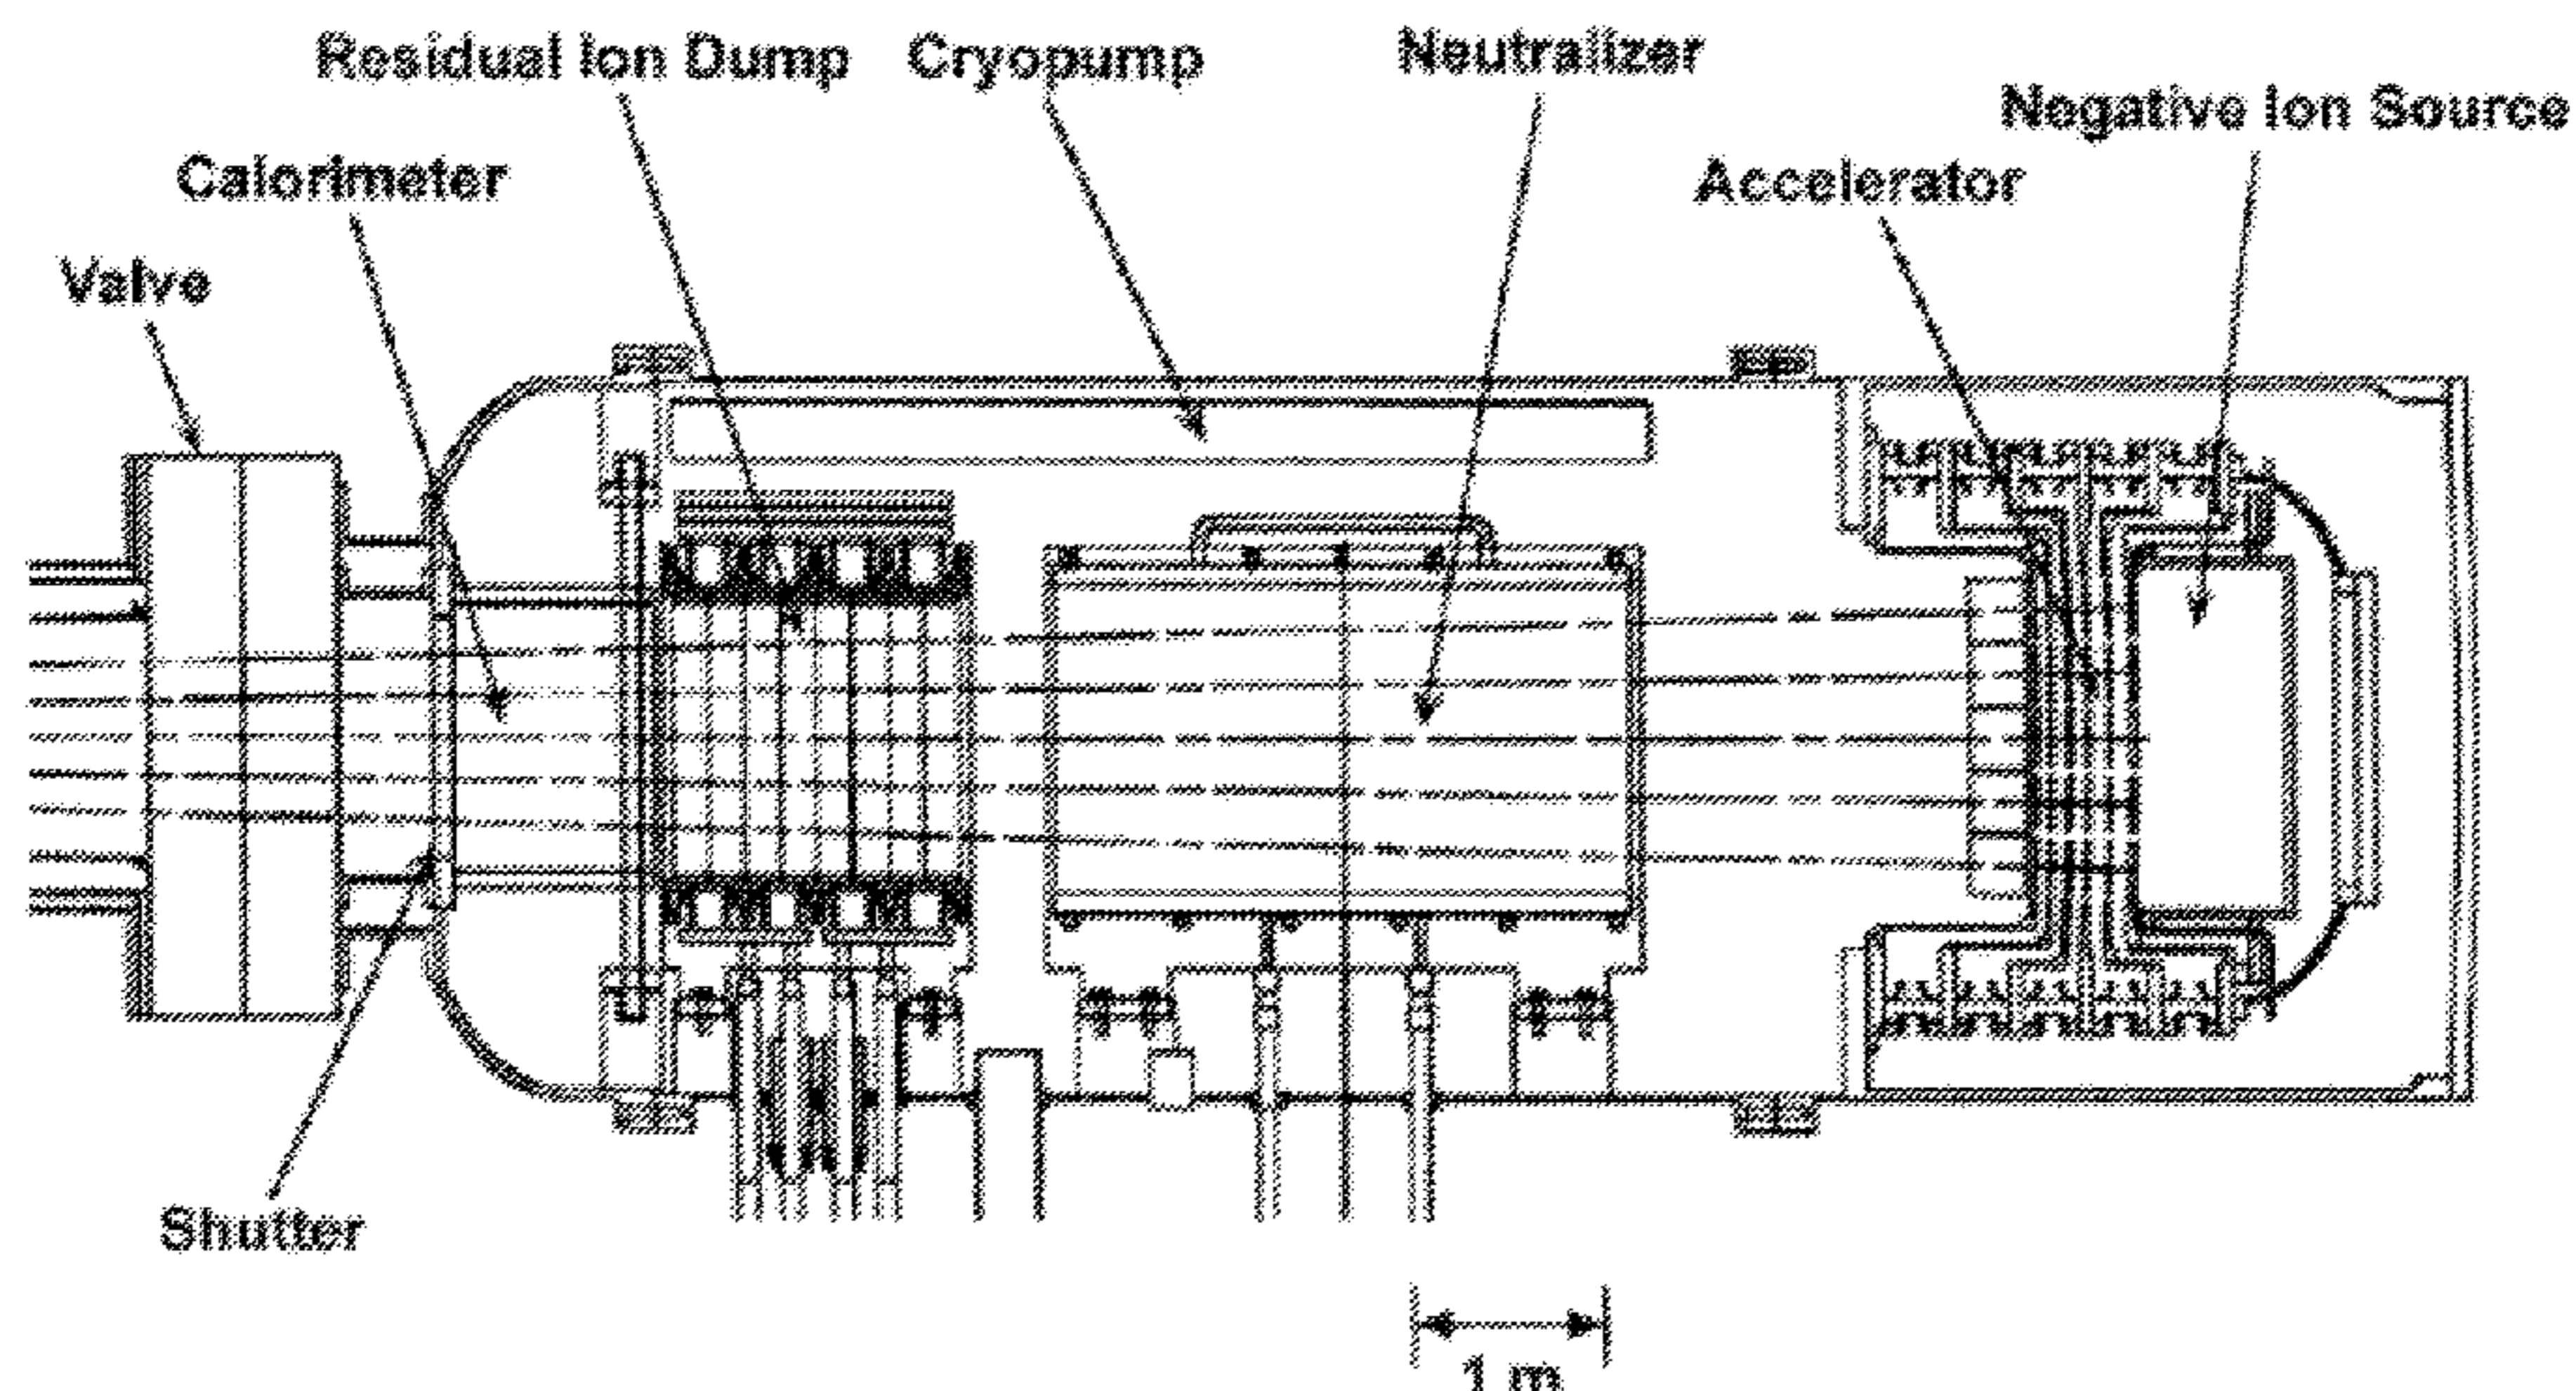 Residual Ion Dump
Cryopump
Neutralizer
Negative Ion Source
Calorimeter
Accelerator
Valve
Shutter
1 m